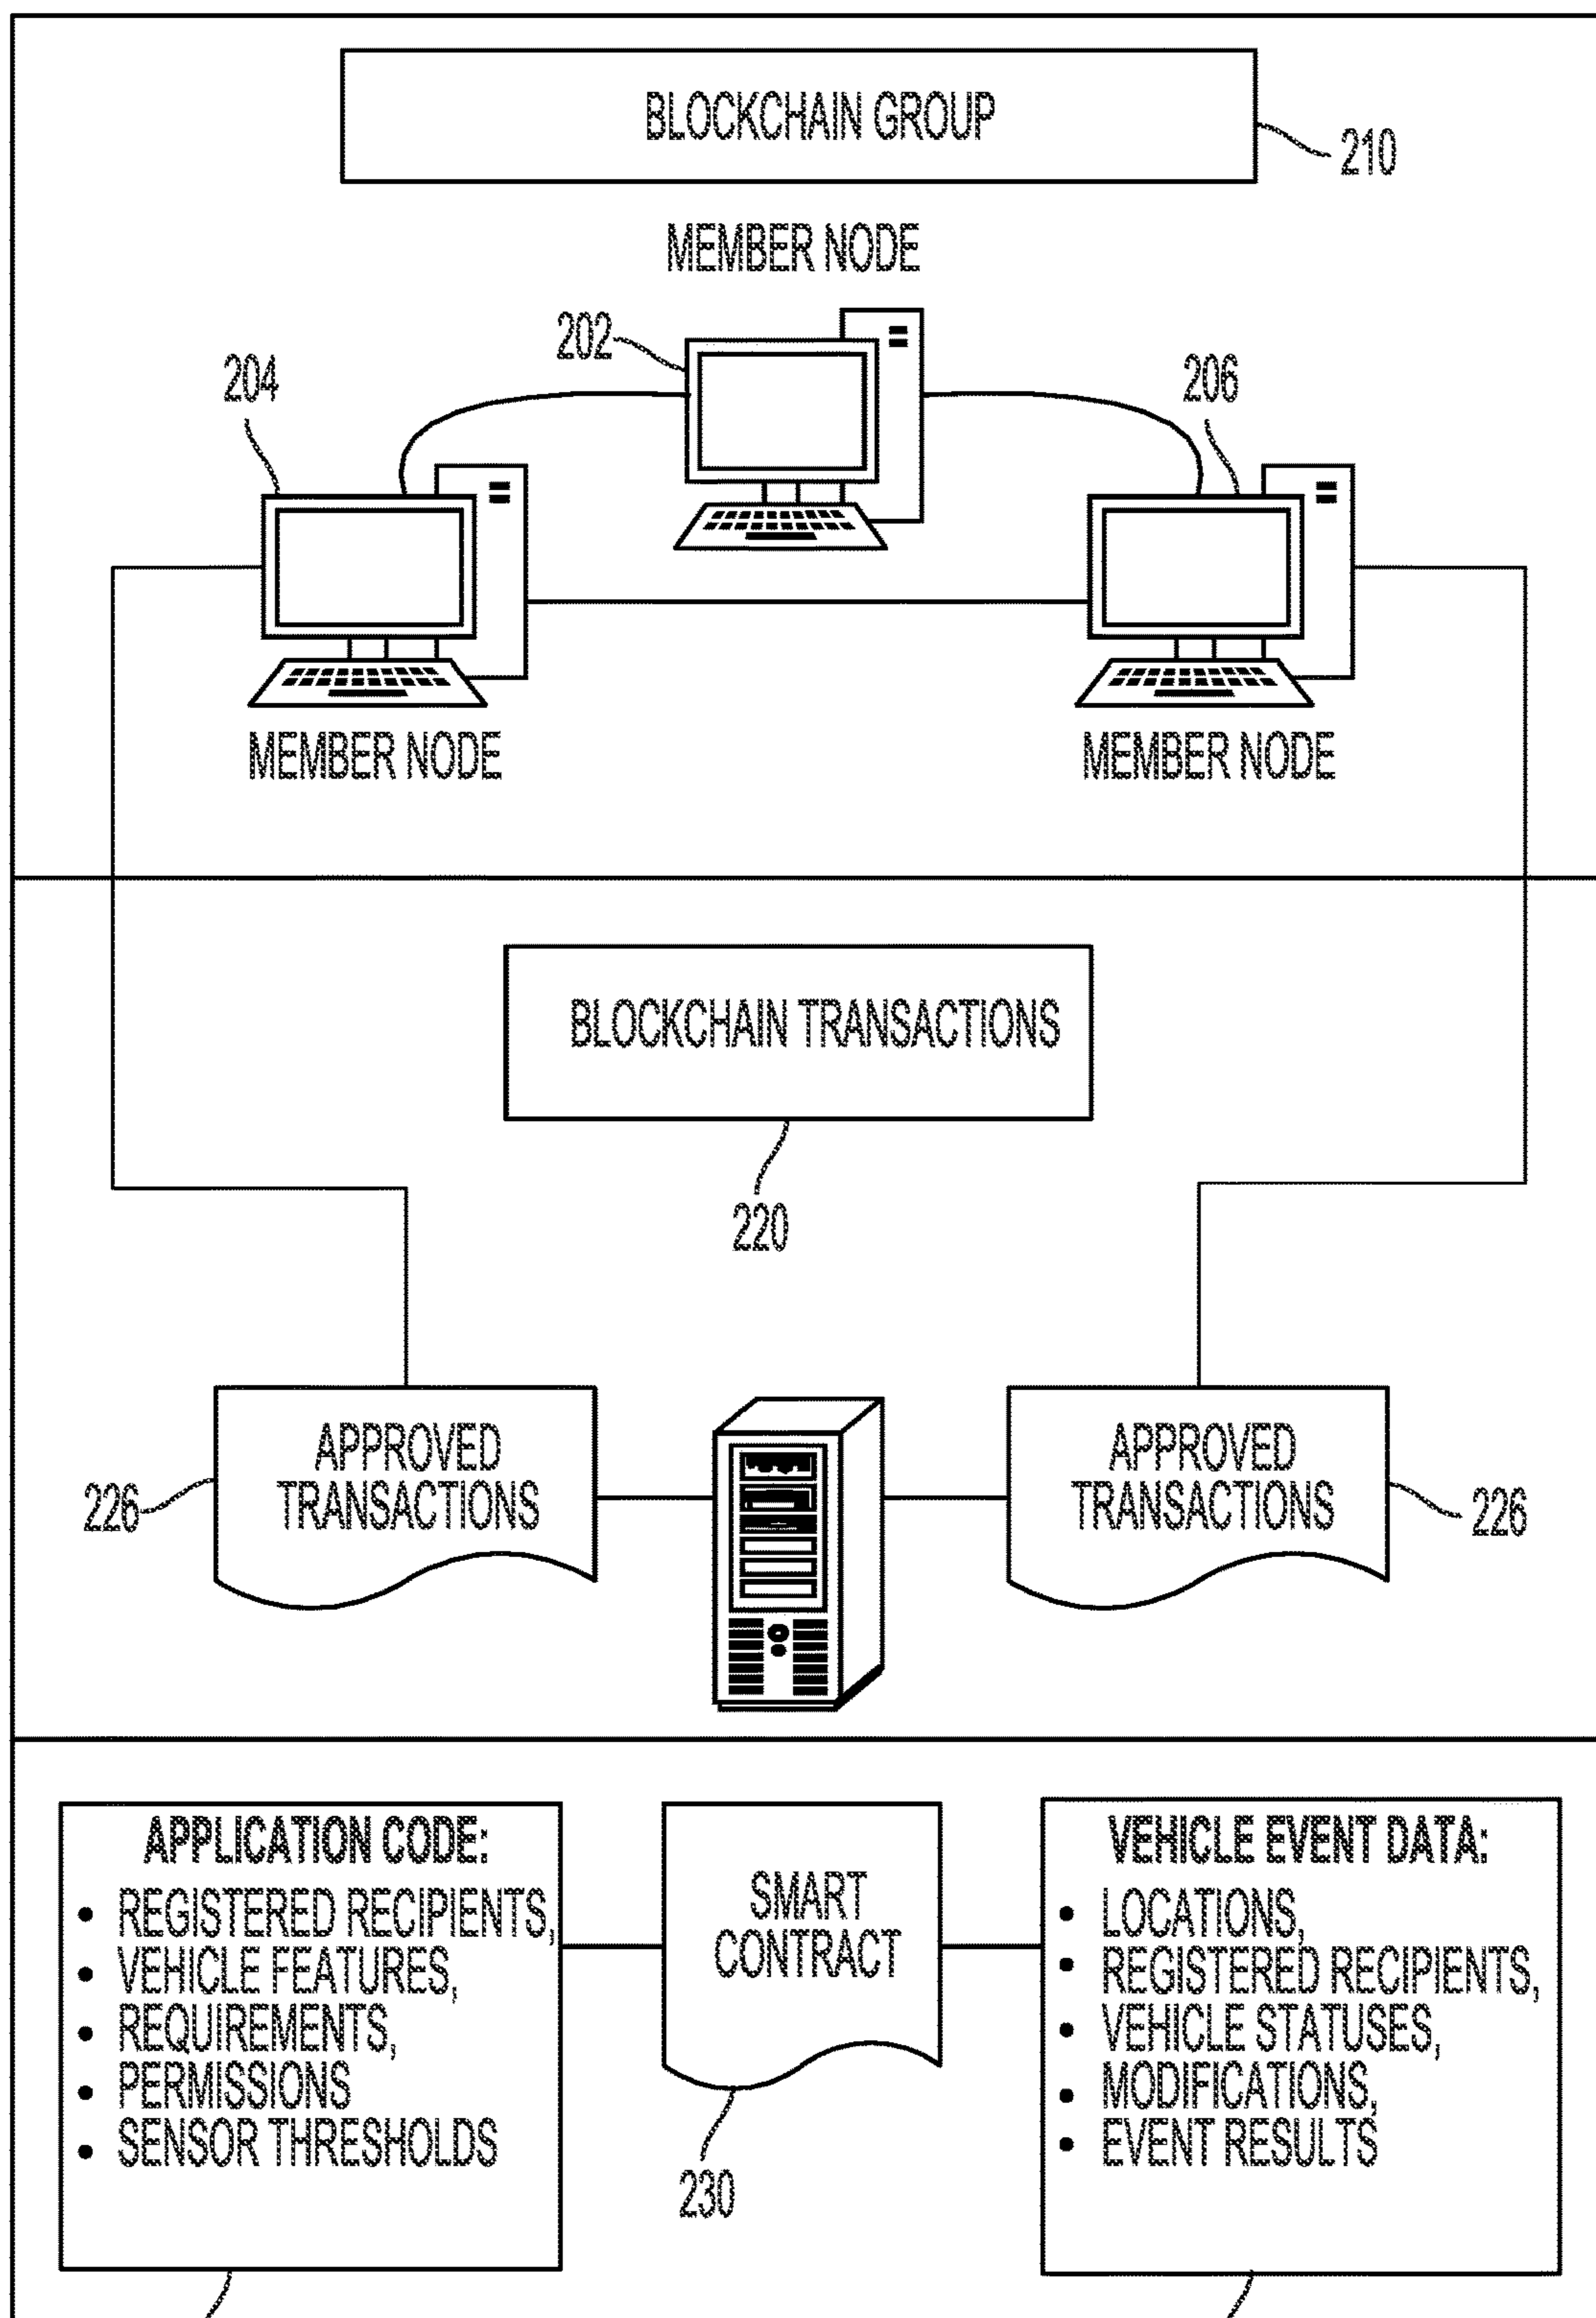 BLOCKCHAIN GROUP
210
MEMBER NODE
202
204
206
MEMBER NODE
MEMBER NODE
BLOCKCHAIN TRANSACTIONS
220
APPROVED
TRANSACTIONS
226
APPROVED
TRANSACTIONS
226
APPLICATION CODE:
• REGISTERED RECIPIENTS,
• VEHICLE FEATURES,
• REQUIREMENTS,
• PERMISSIONS
• SENSOR THRESHOLDS
SMART
CONTRACT
230
VEHICLE EVENT DATA:
• LOCATIONS,
• REGISTERED RECIPIENTS,
• VEHICLE STATUSES,
• MODIFICATIONS,
• EVENT RESULTS